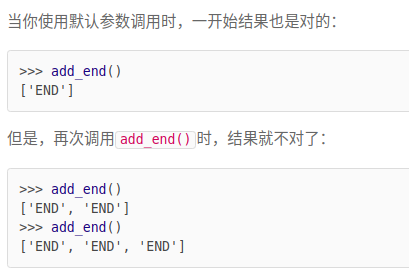 当你使用默认参数调用时，一开始结果也是对的：
>>> add_end()
['END']
但是，再次调用add_end()时，结果就不对了：
>>> add_end()
['END', 'END']
>>> add_end()
['END', 'END', 'END']